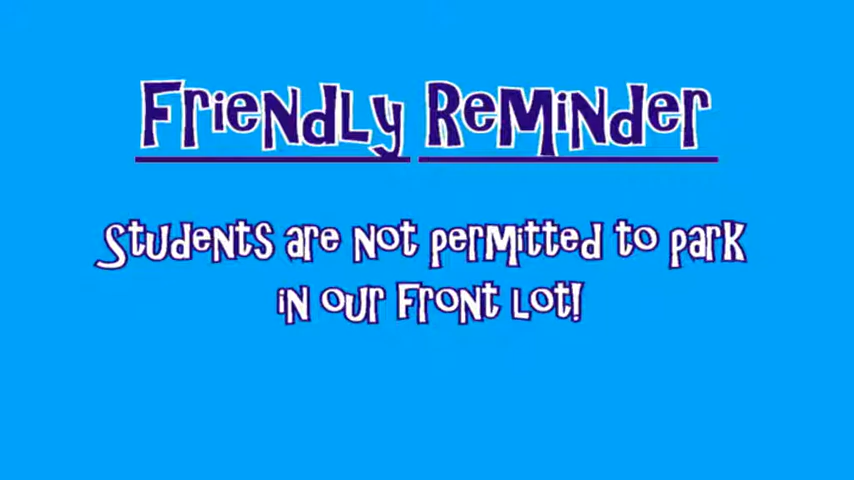 Friendly Reminder
Students are not permitted to park
in our front lot!